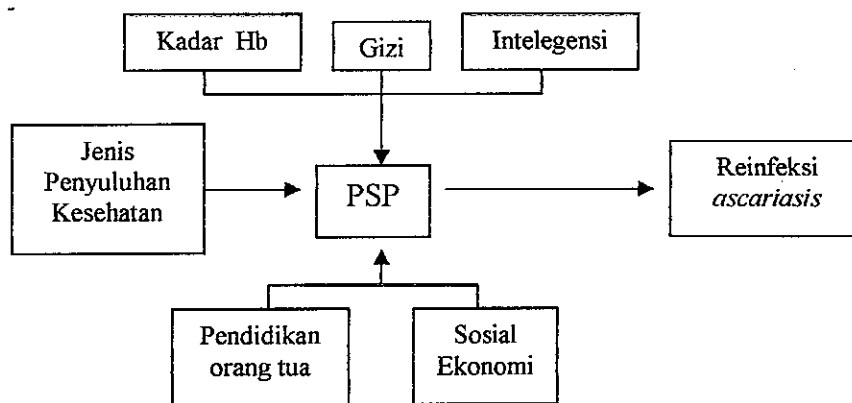 Kadar Hb
Gizi
Intelegensi
Jenis
Penyuluhan
Kesehatan
PSP
Reinfeksi
ascariasis
Pendidikan
orang tua
Sosial
Ekonomi